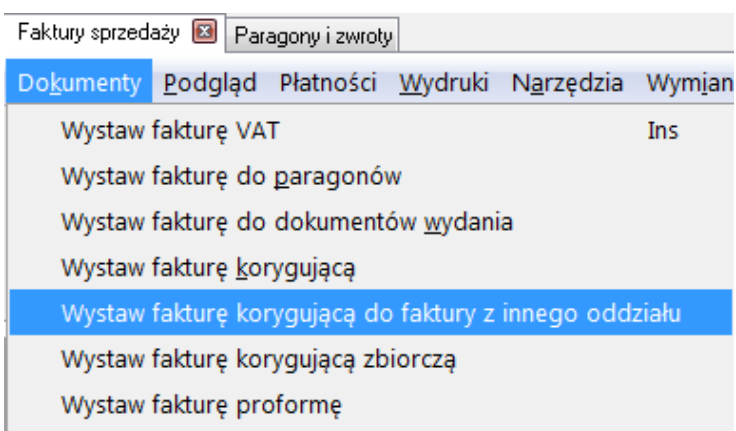 Faktury sprzedaży Paragony i zwroty
Dokumenty Podgląd Płatności Wydruki Narzędzia Wymian
Wystaw fakturę VAT Ins
Wystaw fakturę do paragonów
Wystaw fakturę do dokumentów wydania
Wystaw fakturę korygującą
Wystaw fakturę korygującą do faktury z innego oddziału
Wystaw fakturę korygującą zbiorczą
Wystaw fakturę proformę